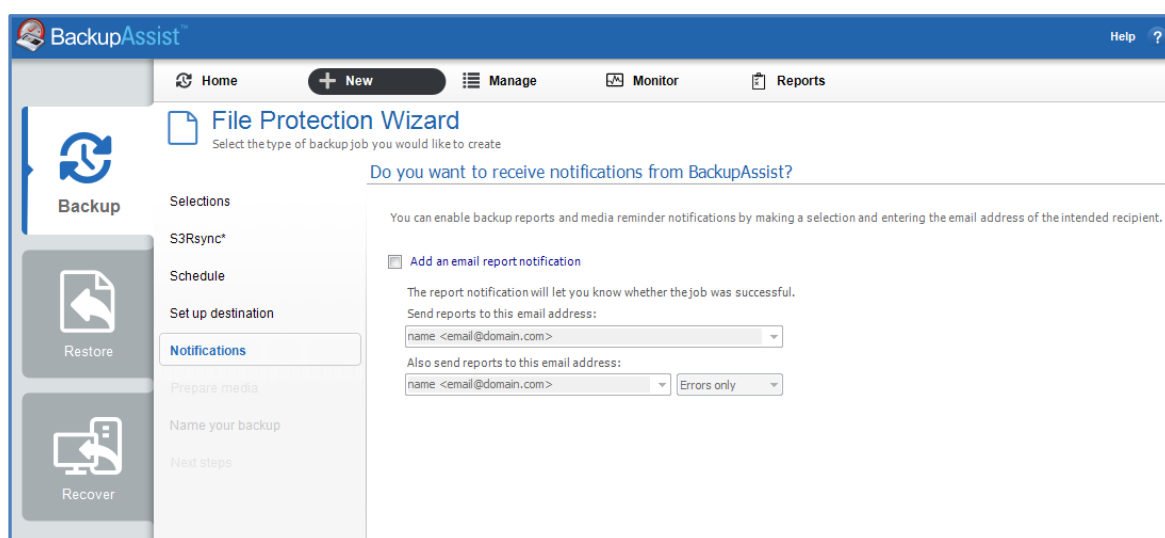 BackupAssist™
Help ?
Home New Manage Monitor Reports
File Protection Wizard
Select the type of backup job you would like to create
Do you want to receive notifications from BackupAssist?
Backup
Restore
Recover
Selections
S3Rsync*
Schedule
Set up destination
Notifications
Prepare media
Name your backup
Next steps
You can enable backup reports and media reminder notifications by making a selection and entering the email address of the intended recipient.
Add an email report notification
The report notification will let you know whether the job was successful.
Send reports to this email address:
name <email@domain.com>
Also send reports to this email address:
name <email@domain.com> Errors only